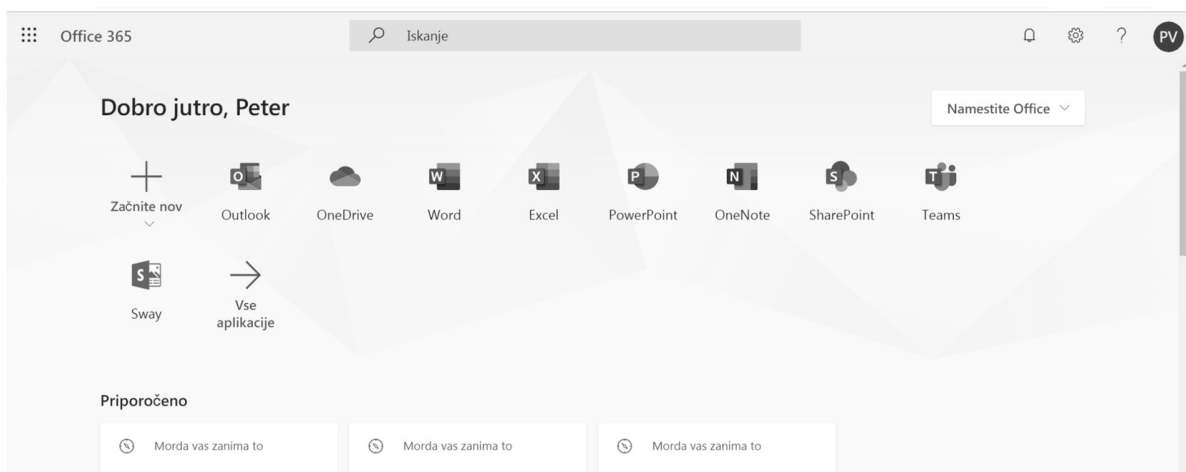 Office 365
Iskanje
PV
Dobro jutro, Peter
Namestite Office
Začnite nov
Outlook
OneDrive
Word
Excel
PowerPoint
OneNote
SharePoint
Teams
Sway
Vse
aplikacije
Priporočeno
Morda vas zanima to
Morda vas zanima to
Morda vas zanima to